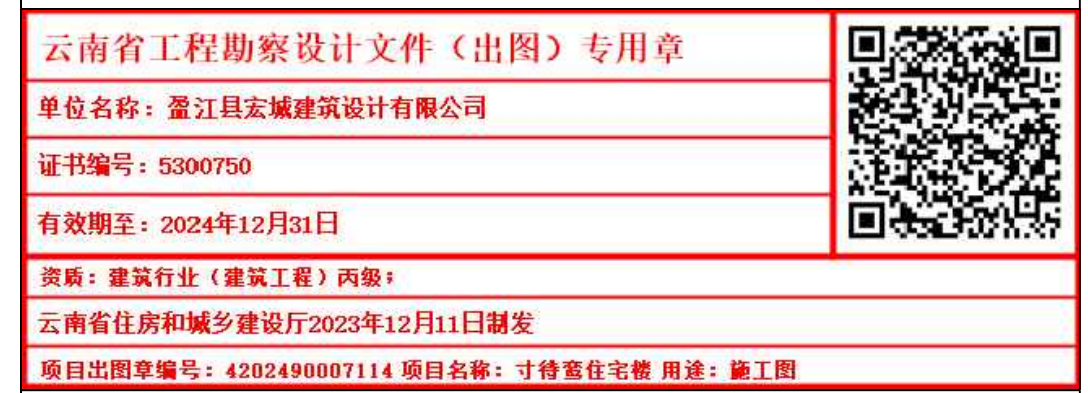 云南省工程勘察设计文件（出图）专用章
单位名称：盈江县宏城建筑设计有限公司
证书编号：5300750
有效期至：2024年12月31日
资质：建筑行业（建筑工程）丙级；
云南省住房和城乡建设厅2023年12月11日制发
项目出图章编号：4202490007114 项目名称：寸待鸾住宅楼 用途：施工图